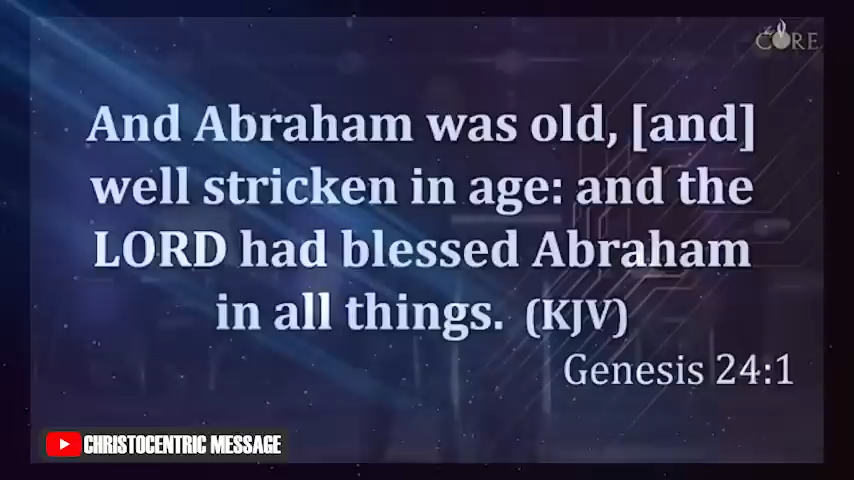 CORE
And Abraham was old, [and]
well stricken in age: and the
LORD had blessed Abraham
in all things. (KJV)
Genesis 24:1
CHRISTOCENTRIC MESSAGE